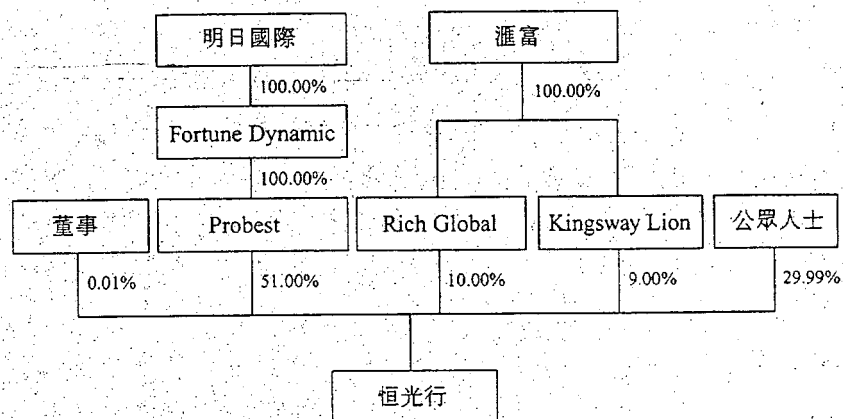 明日國際
滙富
100.00%
100.00%
Fortune Dynamic
100.00%
董事
Probest
Rich Global
Kingsway Lion
公眾人士
0.01%
51.00%
10.00%
9.00%
29.99%
恒光行